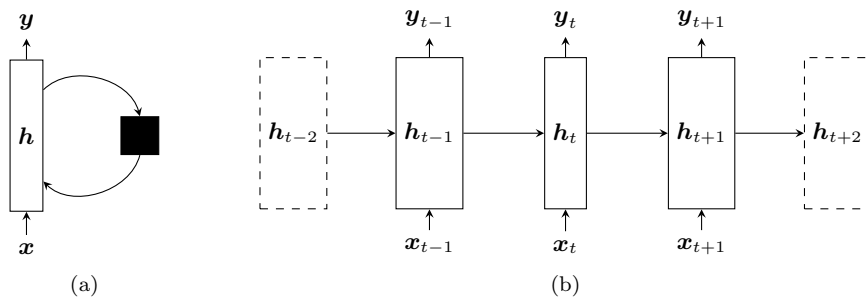 y
h
x
(a)
y_{t-1} y_t y_{t+1}
h_{t-2} h_{t-1} h_t h_{t+1} h_{t+2}
x_{t-1} x_t x_{t+1}
(b)